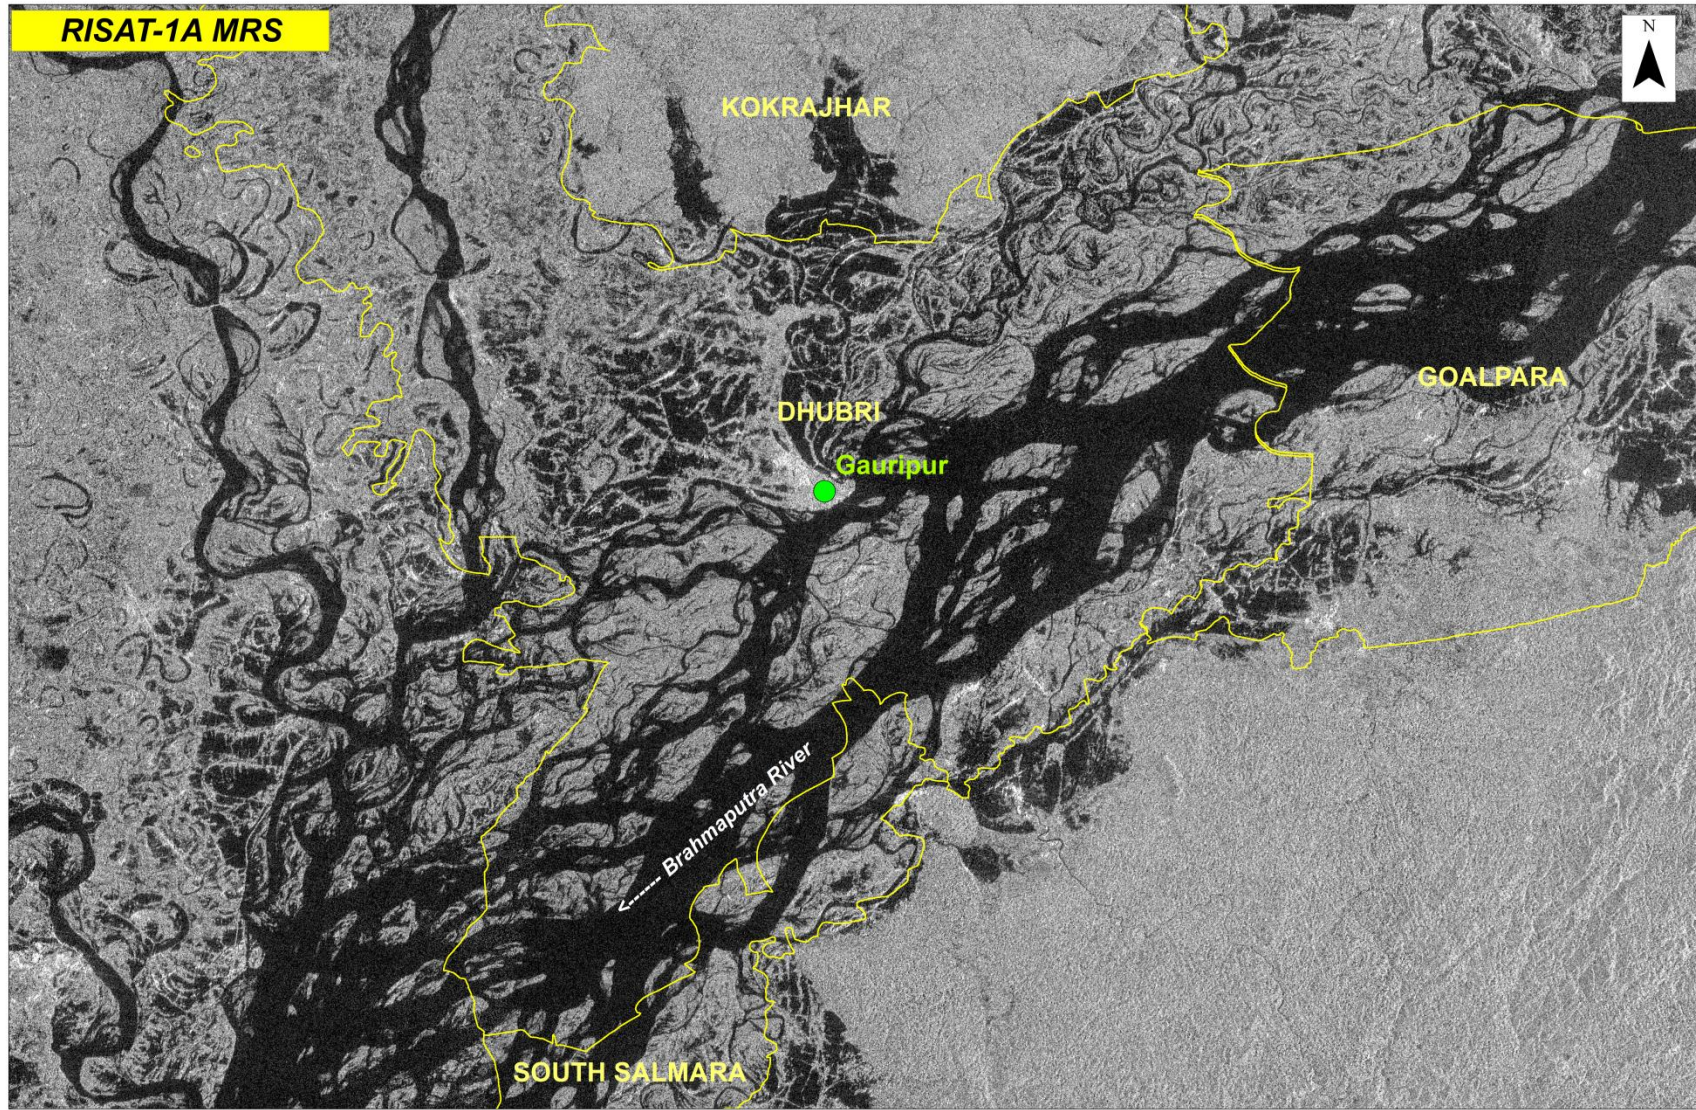 RISAT-1A MRS
N
KOKRAJHAR
GOALPARA
DHUBRI
Gauripur
<----- Brahmaputra River
SOUTH SALMARA